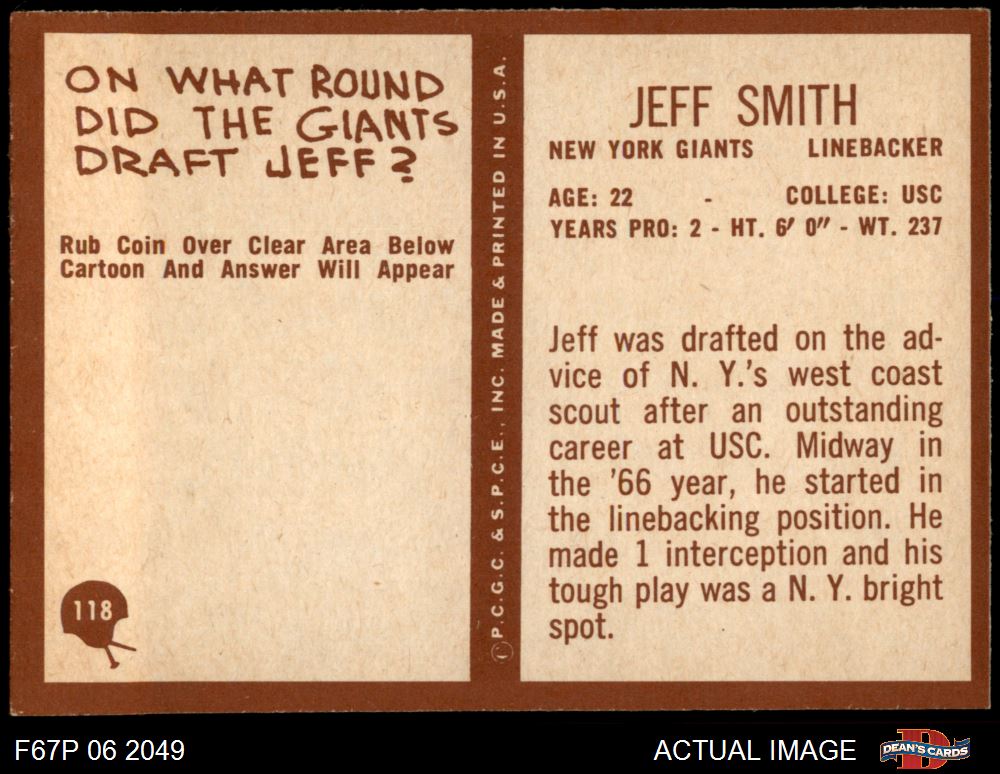 ON WHAT ROUND
DID THE GIANTS
DRAFT JEFF?
Rub Coin Over Clear Area Below
Cartoon And Answer Will Appear
118
© P.C.G.C. & S.P.C.E., INC. MADE & PRINTED IN U.S.A.
JEFF SMITH
NEW YORK GIANTS LINEBACKER
AGE: 22 - COLLEGE: USC
YEARS PRO: 2 - HT. 6' 0" - WT. 237
Jeff was drafted on the ad-
vice of N. Y.'s west coast
scout after an outstanding
career at USC. Midway in
the '66 year, he started in
the linebacking position. He
made 1 interception and his
tough play was a N. Y. bright
spot.
F67P 06 2049
ACTUAL IMAGE
D
DEAN'S CARDS